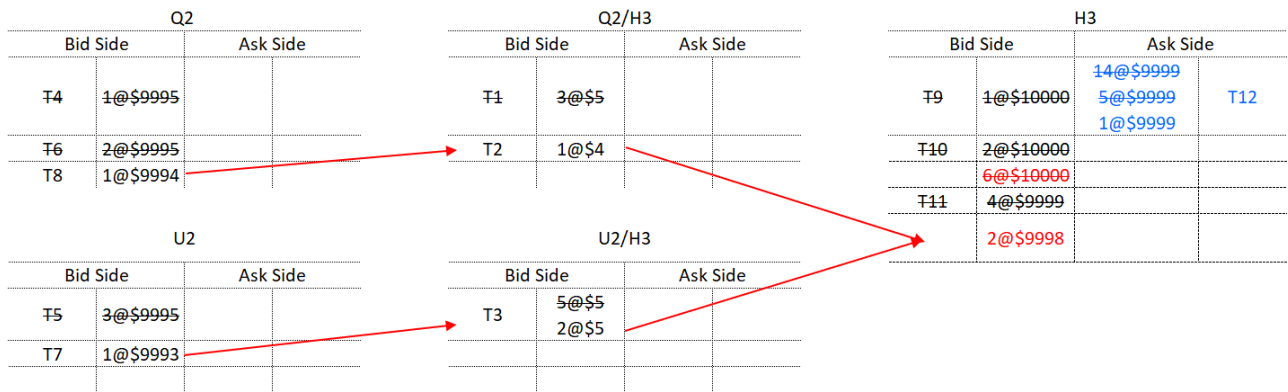 Q2
Bid Side Ask Side
T4 1@$9995
T6 2@$9995
T8 1@$9994
Q2/H3
Bid Side Ask Side
T1 3@$5
T2 1@$4
H3
Bid Side Ask Side
14@$9999
T9 1@$10000 5@$9999 T12
1@$9999
T10 2@$10000
6@$10000
T11 4@$9999
2@$9998
U2
Bid Side Ask Side
T5 3@$9995
T7 1@$9993
U2/H3
Bid Side Ask Side
5@$5
T3
2@$5